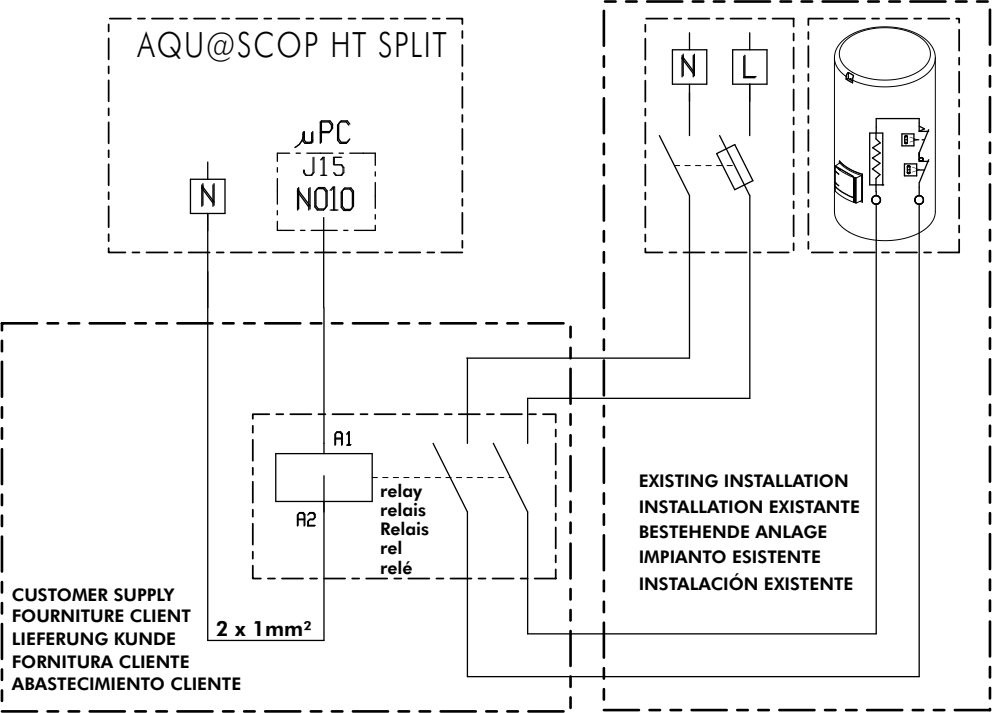 AQU@SCOP HT SPLIT
N L
µPC
J15
NO10
N
A1
A2
relay
relais
Relais
rel
relé
EXISTING INSTALLATION
INSTALLATION EXISTANTE
BESTEHENDE ANLAGE
IMPIANTO ESISTENTE
INSTALACIÓN EXISTENTE
CUSTOMER SUPPLY
FOURNITURE CLIENT
LIEFERUNG KUNDE
FORNITURA CLIENTE
ABASTECIMIENTO CLIENTE
2 x 1mm²